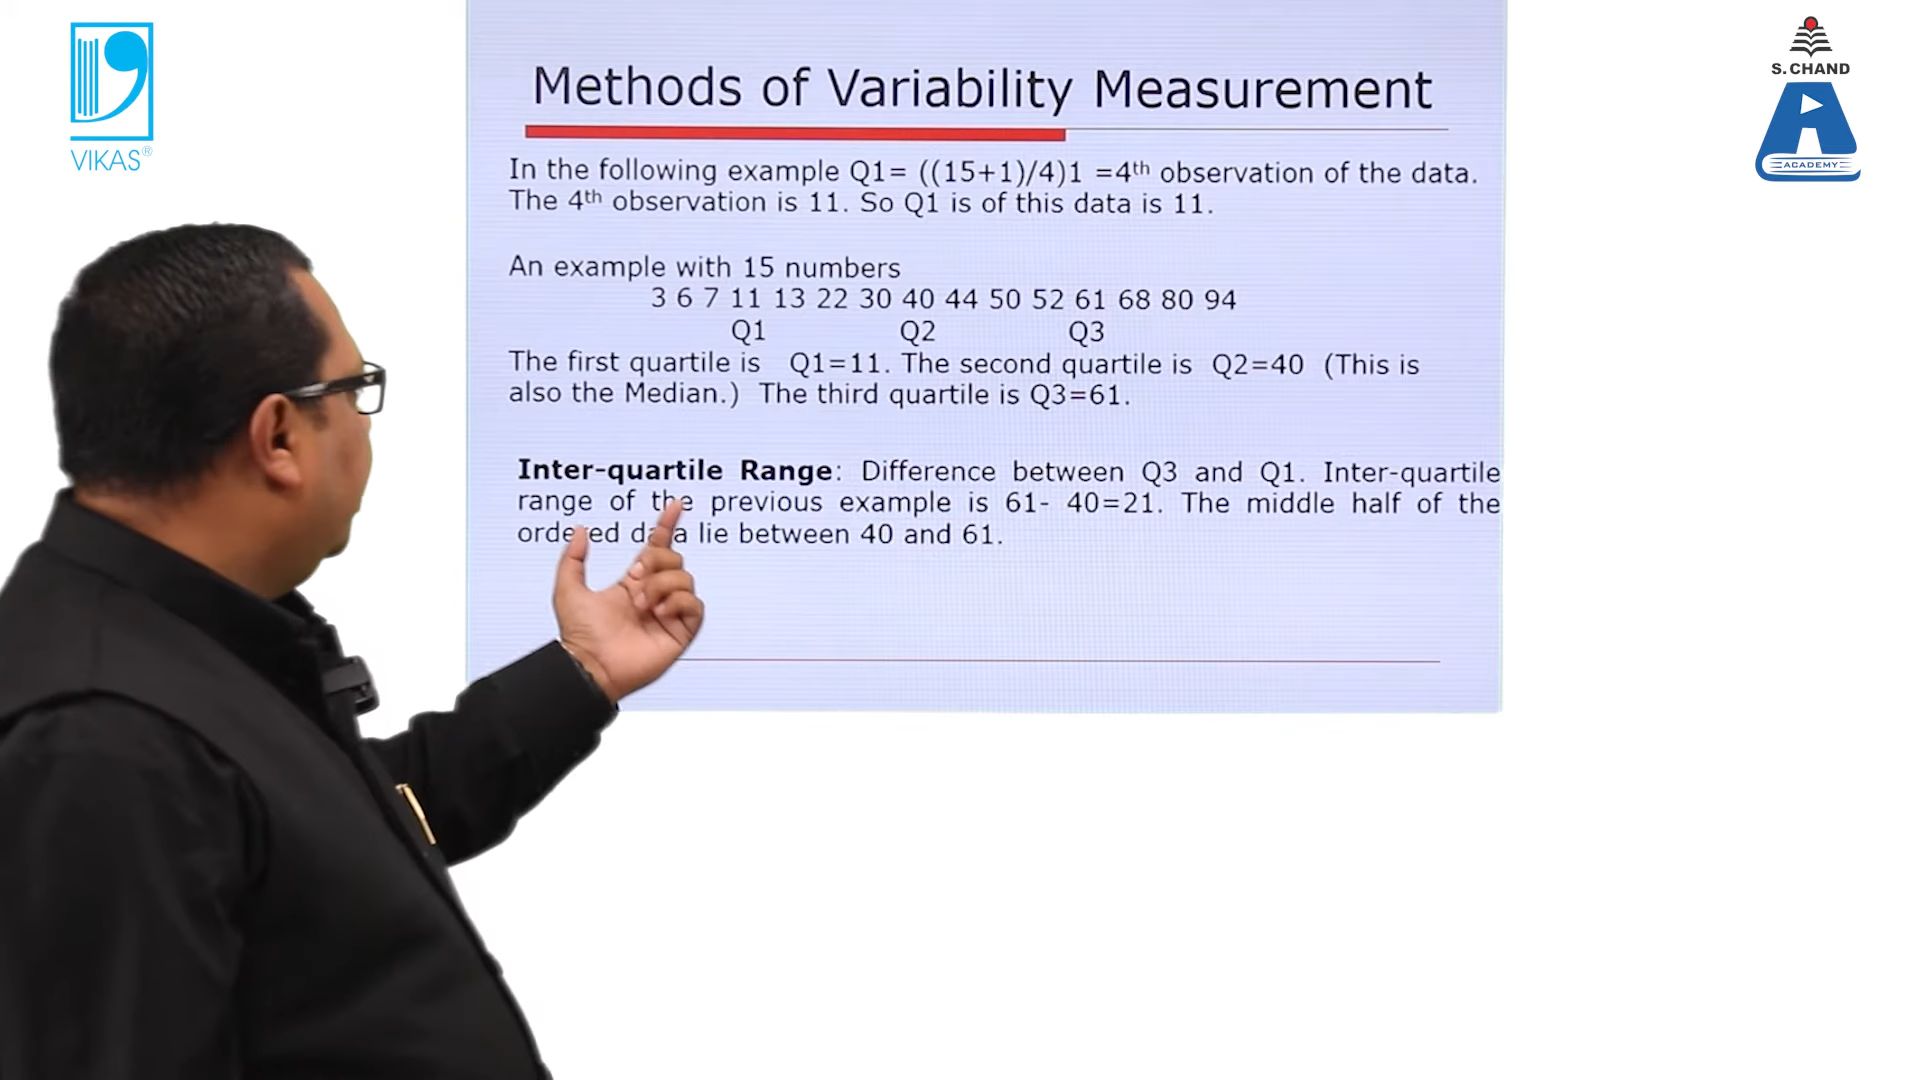 VIKAS®
S. CHAND
ACADEMY
Methods of Variability Measurement
In the following example Q1= ((15+1)/4)1 =4th observation of the data.
The 4th observation is 11. So Q1 is of this data is 11.
An example with 15 numbers
3 6 7 11 13 22 30 40 44 50 52 61 68 80 94
Q1 Q2 Q3
The first quartile is Q1=11. The second quartile is Q2=40 (This is
also the Median.) The third quartile is Q3=61.
Inter-quartile Range: Difference between Q3 and Q1. Inter-quartile
range of the previous example is 61- 40=21. The middle half of the
ordered data lie between 40 and 61.